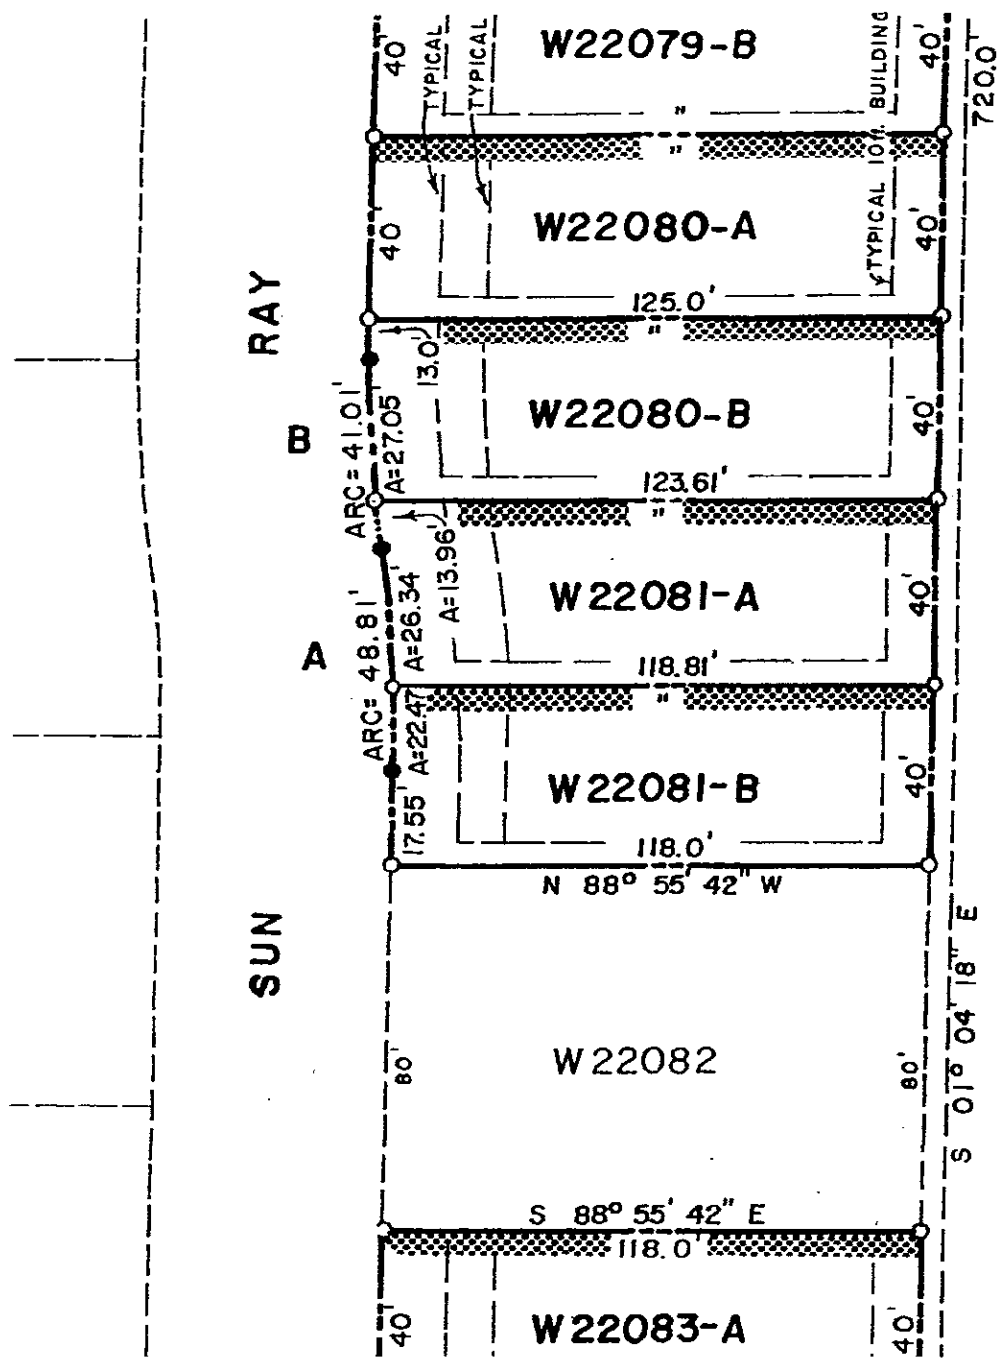 40'
TYPICAL
TYPICAL
W22079-B
TYPICAL 10ft. BUILDING
40'
720.0'
"
"
40'
W22080-A
40'
RAY
125.0'
"
13.0'
B
ARC=41.01'
A=27.05'
W22080-B
40'
123.61'
"
A=13.96'
A
ARC= 48.81'
A=26.34'
W22081-A
40'
118.81'
"
A=22.47'
17.55'
W22081-B
40'
118.0'
N 88° 55' 42" W
SUN
80'
W22082
80'
S 01° 04' 18" E
S 88° 55' 42" E
118.0'
40'
W22083-A
40'